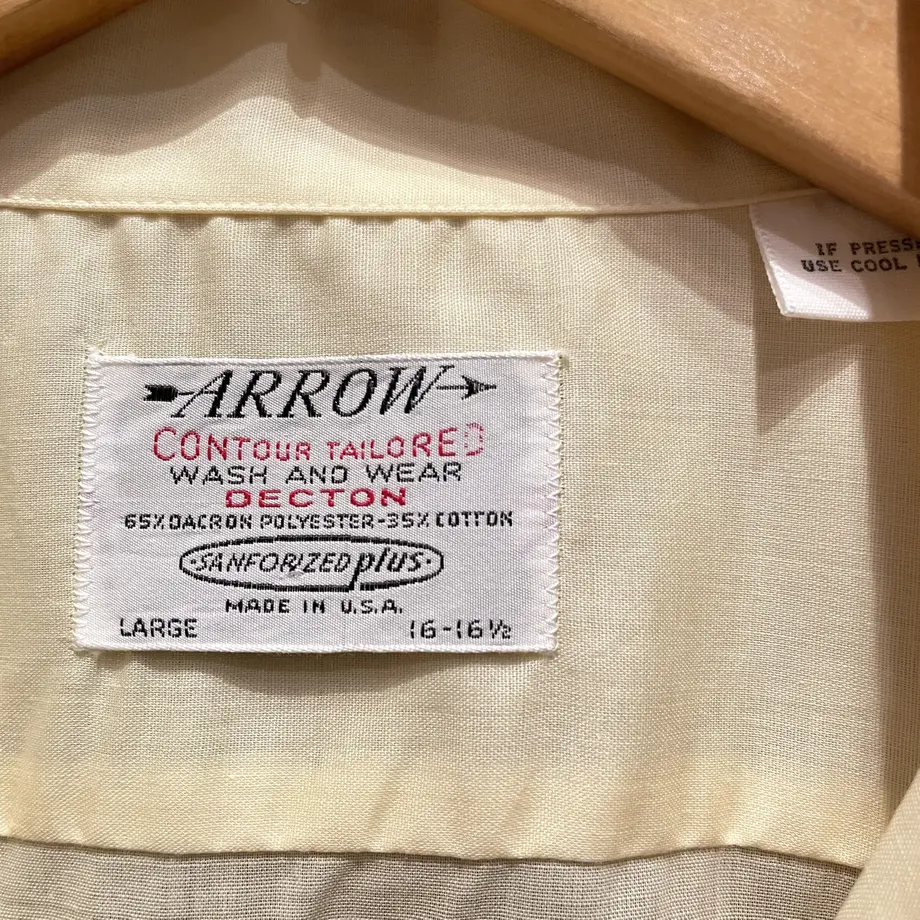 ARROW
CONTOUR TAILORED
WASH AND WEAR
DECTON
65% DACRON POLYESTER-35% COTTON
SANFORIZED plus
MADE IN U.S.A.
LARGE 16-16½
IF PRESS
USE COOL